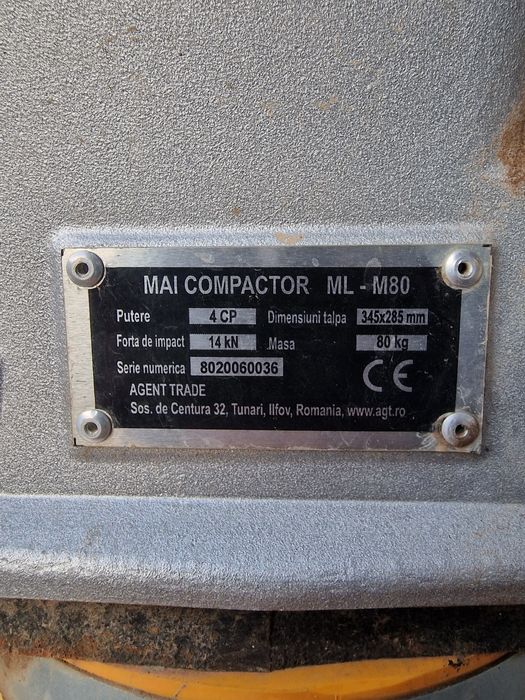 MAI COMPACTOR ML - M80
Putere 4 CP Dimensiuni talpa 345x285 mm
Forta de impact 14 kN Masa 80 kg
Serie numerica 8020060036 CE
AGENT TRADE
Sos. de Centura 32, Tunari, Ilfov, Romania, www.agt.ro